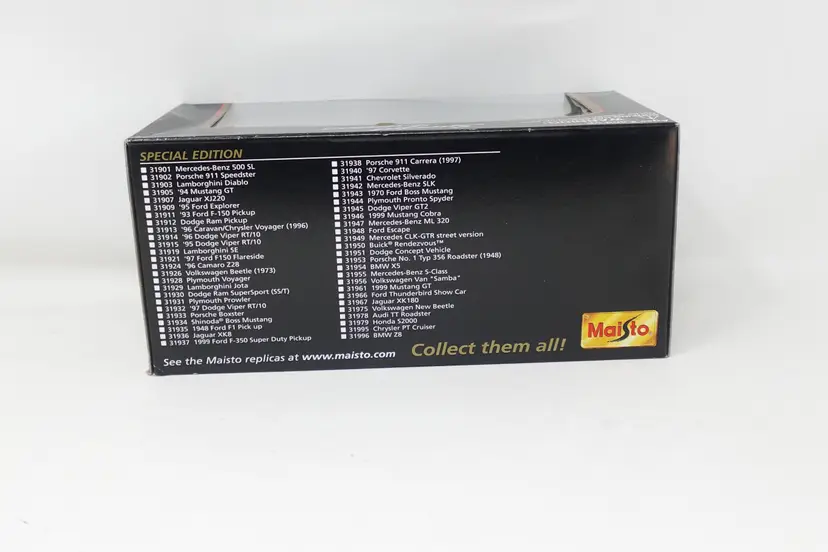 SPECIAL EDITION
31901 Mercedes-Benz 500 SL
31902 Porsche 911 Speedster
31903 Lamborghini Diablo
31905 '94 Mustang GT
31907 Jaguar XJ220
31909 '95 Ford Explorer
31911 '93 Ford F-150 Pickup
31912 Dodge Ram Pickup
31913 '96 Caravan/Chrysler Voyager (1996)
31914 '96 Dodge Viper RT/10
31915 '95 Dodge Viper RT/10
31919 Lamborghini SE
31921 '97 Ford F150 Flareside
31924 '96 Camaro Z28
31926 Volkswagen Beetle (1973)
31928 Plymouth Voyager
31929 Lamborghini Jota
31930 Dodge Ram SuperSport (SS/T)
31931 Plymouth Prowler
31932 '97 Dodge Viper RT/10
31933 Porsche Boxster
31934 Shinoda® Boss Mustang
31935 1948 Ford F1 Pick up
31936 Jaguar XK8
31937 1999 Ford F-350 Super Duty Pickup
31938 Porsche 911 Carrera (1997)
31940 '97 Corvette
31941 Chevrolet Silverado
31942 Mercedes-Benz SLK
31943 1970 Ford Boss Mustang
31944 Plymouth Pronto Spyder
31945 Dodge Viper GT2
31946 1999 Mustang Cobra
31947 Mercedes-Benz ML 320
31948 Ford Escape
31949 Mercedes CLK-GTR street version
31950 Buick® Rendezvous™
31951 Dodge Concept Vehicle
31953 Porsche No. 1 Typ 356 Roadster (1948)
31954 BMW X5
31955 Mercedes-Benz S-Class
31956 Volkswagen Van "Samba"
31961 1999 Mustang GT
31966 Ford Thunderbird Show Car
31967 Jaguar XK180
31975 Volkswagen New Beetle
31978 Audi TT Roadster
31979 Honda S2000
31995 Chrysler PT Cruiser
31996 BMW Z8
See the Maisto replicas at www.maisto.com
Collect them all!
Maisto